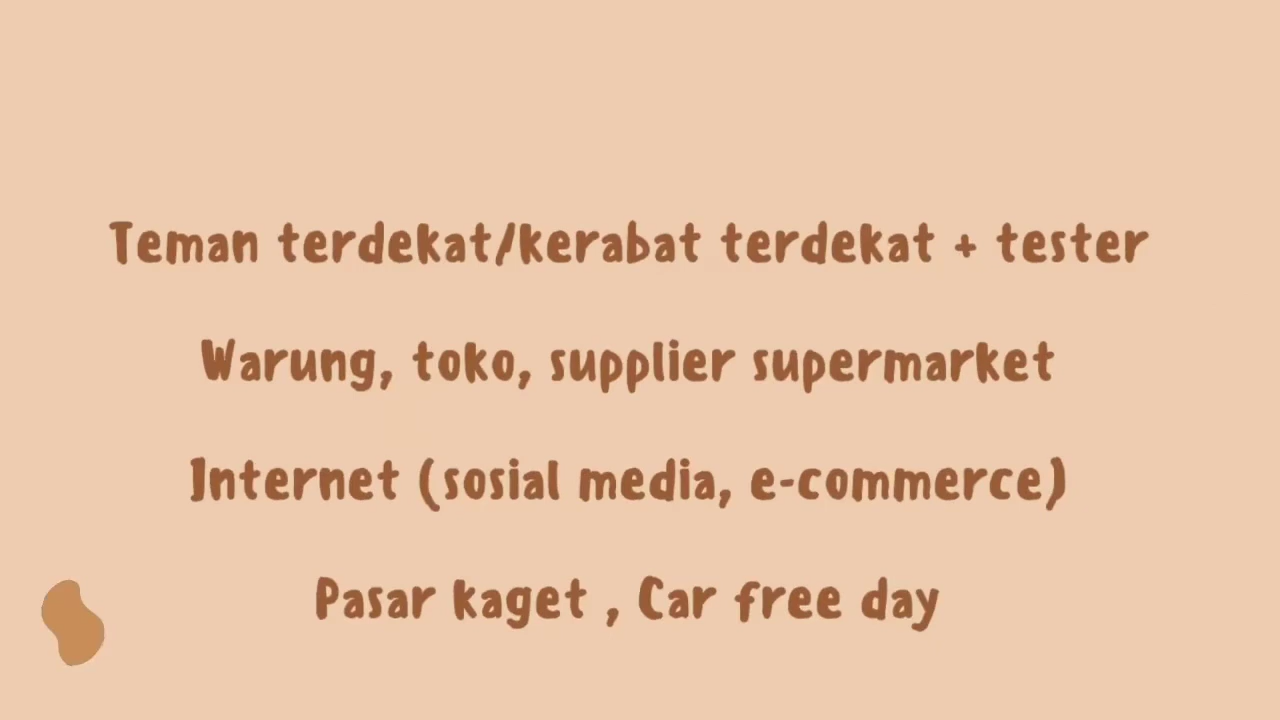 Teman terdekat/kerabat terdekat + tester
Warung, toko, supplier supermarket
Internet (sosial media, e-commerce)
Pasar kaget , Car free day